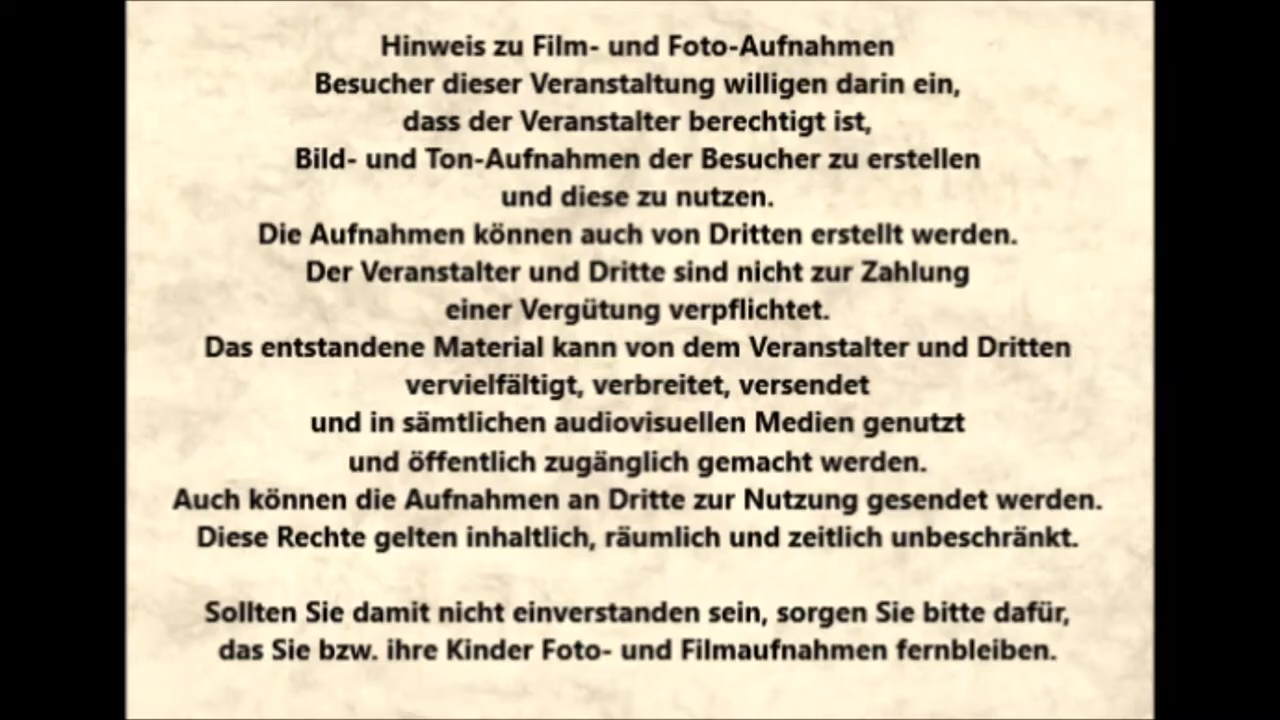 Hinweis zu Film- und Foto-Aufnahmen
Besucher dieser Veranstaltung willigen darin ein,
dass der Veranstalter berechtigt ist,
Bild- und Ton-Aufnahmen der Besucher zu erstellen
und diese zu nutzen.
Die Aufnahmen können auch von Dritten erstellt werden.
Der Veranstalter und Dritte sind nicht zur Zahlung
einer Vergütung verpflichtet.
Das entstandene Material kann von dem Veranstalter und Dritten
vervielfältigt, verbreitet, versendet
und in sämtlichen audiovisuellen Medien genutzt
und öffentlich zugänglich gemacht werden.
Auch können die Aufnahmen an Dritte zur Nutzung gesendet werden.
Diese Rechte gelten inhaltlich, räumlich und zeitlich unbeschränkt.
Sollten Sie damit nicht einverstanden sein, sorgen Sie bitte dafür,
das Sie bzw. ihre Kinder Foto- und Filmaufnahmen fernbleiben.